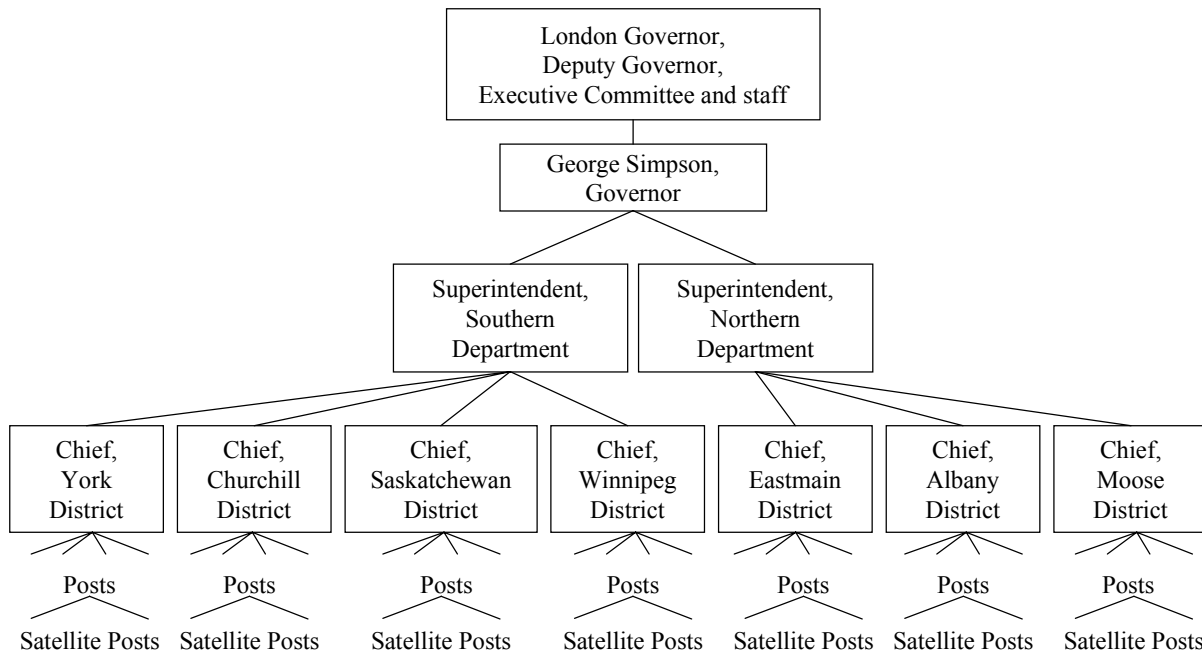 London Governor,
Deputy Governor,
Executive Committee and staff
George Simpson,
Governor
Superintendent,
Southern
Department
Superintendent,
Northern
Department
Chief,
York
District
Chief,
Churchill
District
Chief,
Saskatchewan
District
Chief,
Winnipeg
District
Chief,
Eastmain
District
Chief,
Albany
District
Chief,
Moose
District
Posts
Posts
Posts
Posts
Posts
Posts
Posts
Satellite Posts
Satellite Posts
Satellite Posts
Satellite Posts
Satellite Posts
Satellite Posts
Satellite Posts